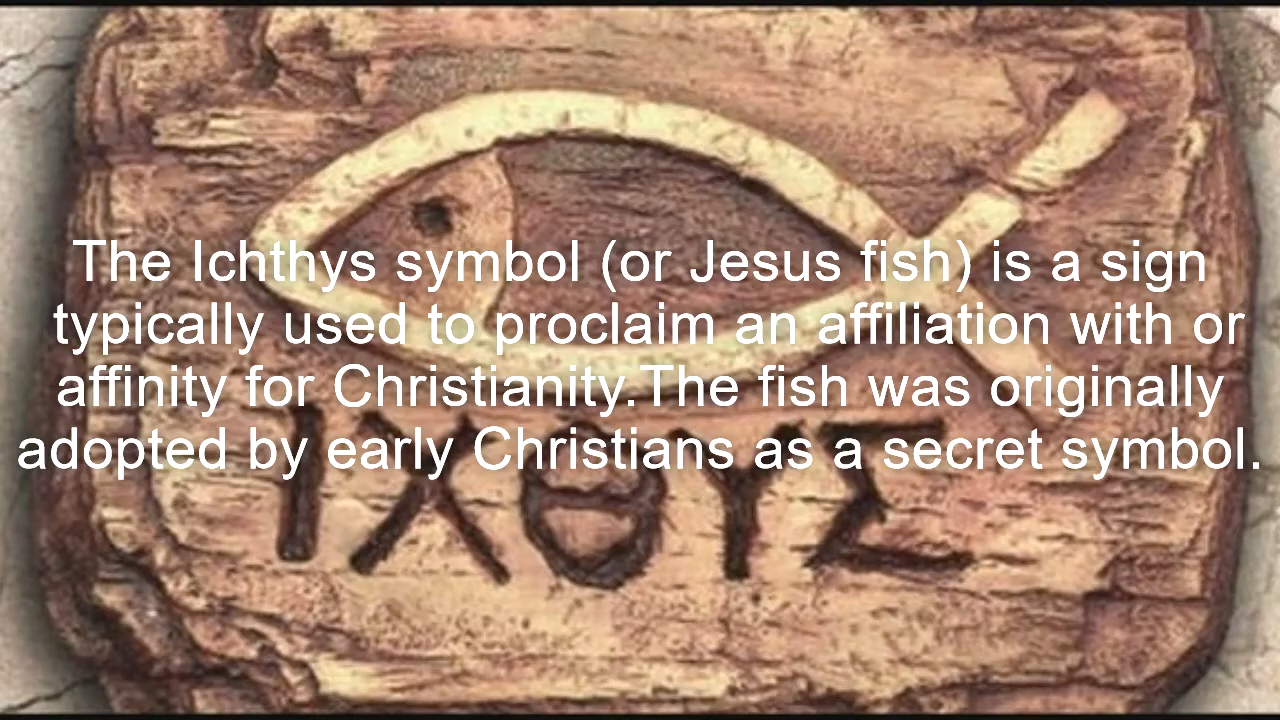 The Ichthys symbol (or Jesus fish) is a sign
typically used to proclaim an affiliation with or
affinity for Christianity.The fish was originally
adopted by early Christians as a secret symbol.
ΙΧΘΥΣ